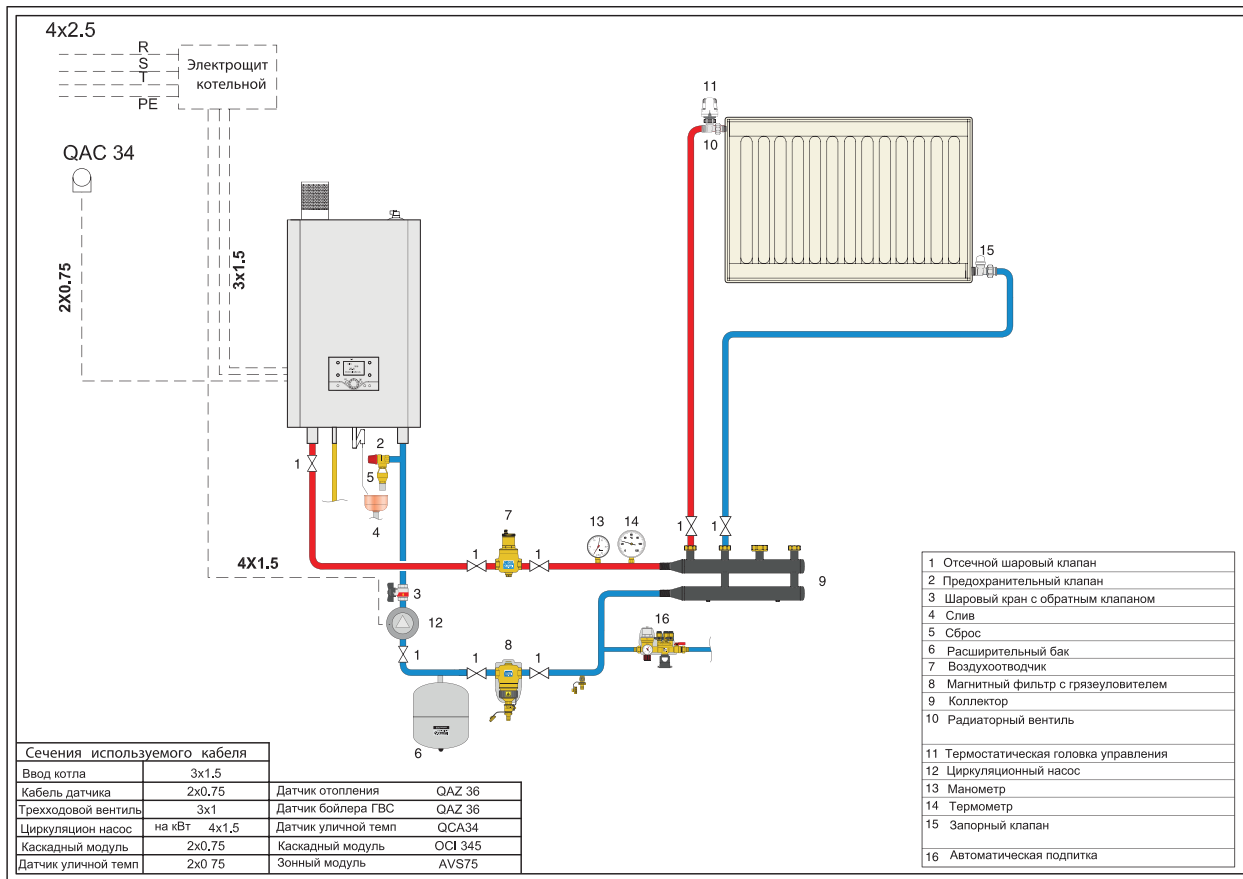 4x2.5
R
S
T
PE
Электрощит
котельной
QAC 34
2X0.75
3x1.5
4X1.5
11
10
15
1
2
5
4
7
13
14
1
1
1
1
9
3
12
16
1
1
8
1
6
Сечения используемого кабеля
Ввод котла 3x1.5
Кабель датчика 2x0.75 Датчик отопления QAZ 36
Трехходовой вентиль 3x1 Датчик бойлера ГВС QAZ 36
Циркуляцион насос на кВт 4x1,5 Датчик уличной темп QCA34
Каскадный модуль 2x0.75 Каскадный модуль OCI 345
Датчик уличной темп 2x0 75 Зонный модуль AVS75
1 Отсечной шаровый клапан
2 Предохранительный клапан
3 Шаровый кран с обратным клапаном
4 Слив
5 Сброс
6 Расширительный бак
7 Воздухоотводчик
8 Магнитный фильтр с грязеуловителем
9 Коллектор
10 Радиаторный вентиль
11 Термостатическая головка управления
12 Циркуляционный насос
13 Манометр
14 Термометр
15 Запорный клапан
16 Автоматическая подпитка